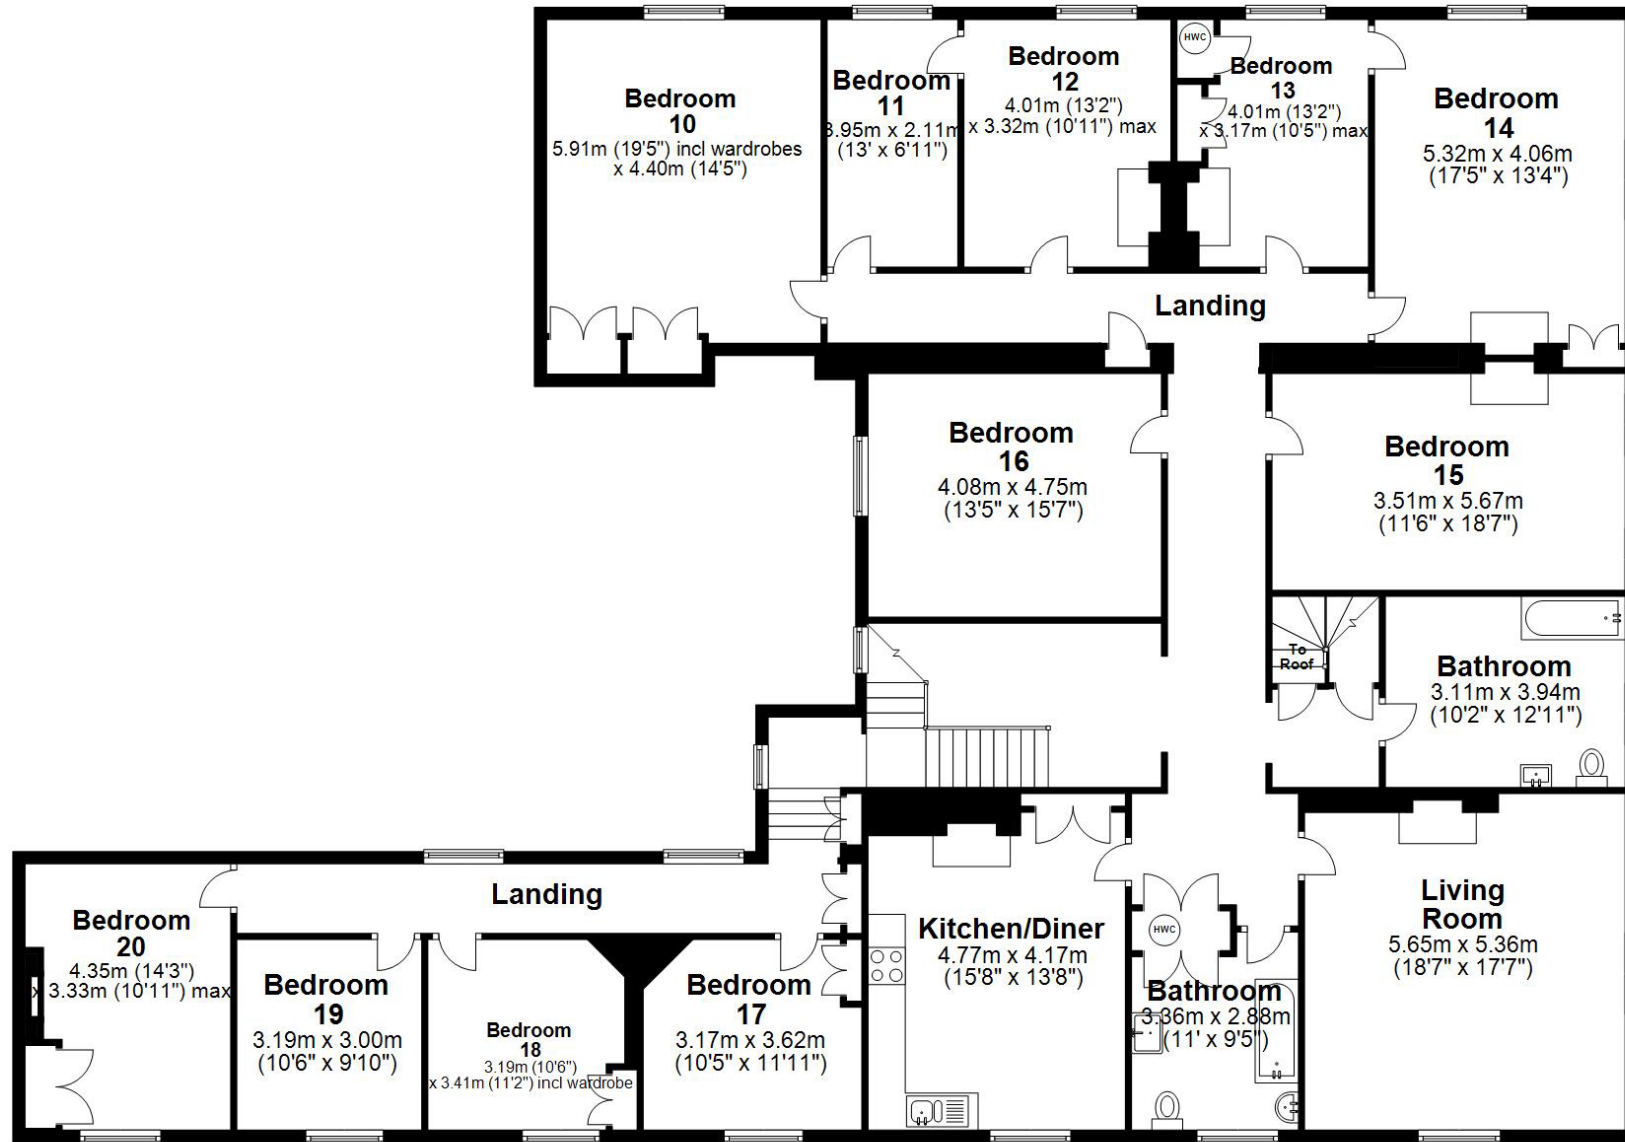 Bedroom
10
5.91m (19'5") incl wardrobes
x 4.40m (14'5")
Bedroom
11
3.95m x 2.11m
(13' x 6'11")
Bedroom
12
4.01m (13'2")
x 3.32m (10'11") max
HWC
Bedroom
13
4.01m (13'2")
x 3.17m (10'5") max
Bedroom
14
5.32m x 4.06m
(17'5" x 13'4")
Landing
Bedroom
16
4.08m x 4.75m
(13'5" x 15'7")
Bedroom
15
3.51m x 5.67m
(11'6" x 18'7")
To
Roof
Bathroom
3.11m x 3.94m
(10'2" x 12'11")
Landing
Bedroom
20
4.35m (14'3")
x 3.33m (10'11") max
Bedroom
19
3.19m x 3.00m
(10'6" x 9'10")
Bedroom
18
3.19m (10'6")
x 3.41m (11'2") incl wardrobe
Bedroom
17
3.17m x 3.62m
(10'5" x 11'11")
Kitchen/Diner
4.77m x 4.17m
(15'8" x 13'8")
HWC
Bathroom
3.36m x 2.88m
(11' x 9'5")
Living
Room
5.65m x 5.36m
(18'7" x 17'7")